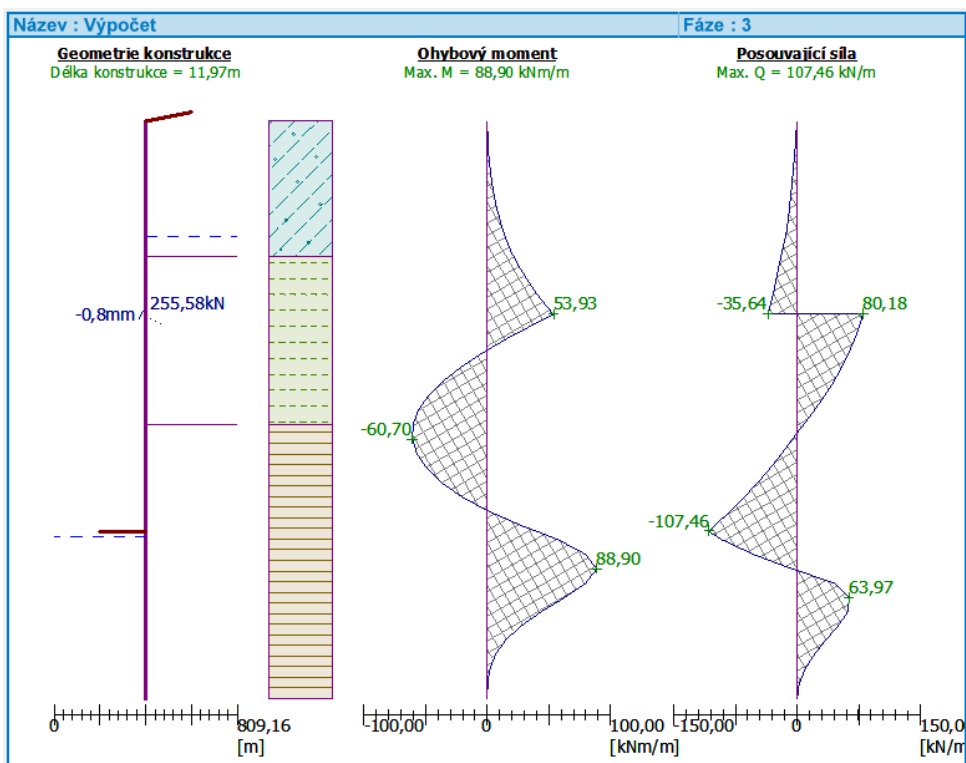 Název : Výpočet
Fáze : 3
Geometrie konstrukce
Délka konstrukce = 11,97m
Ohybový moment
Max. M = 88,90 kNm/m
Posouvající síla
Max. Q = 107,46 kN/m
-0,8mm
255,58kN
53,93
-35,64
80,18
-60,70
-107,46
88,90
63,97
0
809,16
[m]
-100,00
0
100,00
[kNm/m]
-150,00
0
150,00
[kN/m